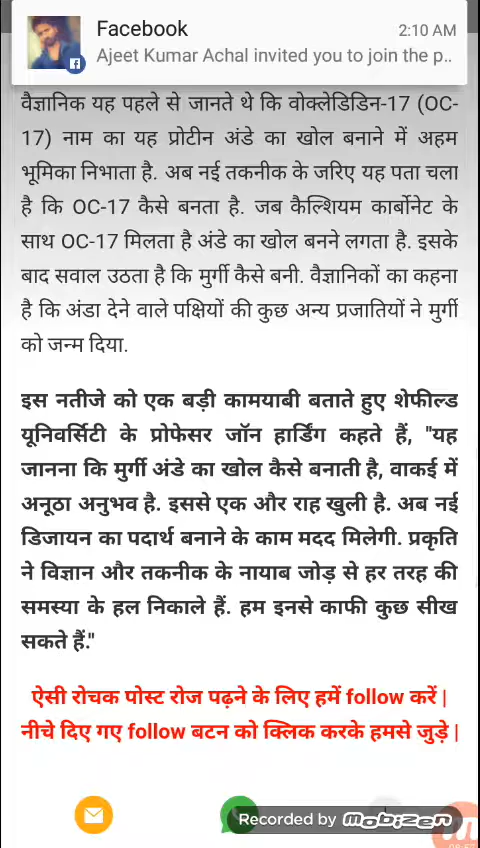 Facebook
2:10 AM
Ajeet Kumar Achal invited you to join the p..
वैज्ञानिक यह पहले से जानते थे कि वोक्लेडिडिन-17 (OC-
17) नाम का यह प्रोटीन अंडे का खोल बनाने में अहम
भूमिका निभाता है. अब नई तकनीक के जरिए यह पता चला
है कि OC-17 कैसे बनता है. जब कैल्शियम कार्बोनेट के
साथ OC-17 मिलता है अंडे का खोल बनने लगता है. इसके
बाद सवाल उठता है कि मुर्गी कैसे बनी. वैज्ञानिकों का कहना
है कि अंडा देने वाले पक्षियों की कुछ अन्य प्रजातियों ने मुर्गी
को जन्म दिया.
इस नतीजे को एक बड़ी कामयाबी बताते हुए शेफील्ड
यूनिवर्सिटी के प्रोफेसर जॉन हार्डिंग कहते हैं, "यह
जानना कि मुर्गी अंडे का खोल कैसे बनाती है, वाकई में
अनूठा अनुभव है. इससे एक और राह खुली है. अब नई
डिजायन का पदार्थ बनाने के काम मदद मिलेगी. प्रकृति
ने विज्ञान और तकनीक के नायाब जोड़ से हर तरह की
समस्या के हल निकाले हैं. हम इनसे काफी कुछ सीख
सकते हैं."
ऐसी रोचक पोस्ट रोज पढ़ने के लिए हमें follow करें |
नीचे दिए गए follow बटन को क्लिक करके हमसे जुड़े |
Recorded by Mobizen